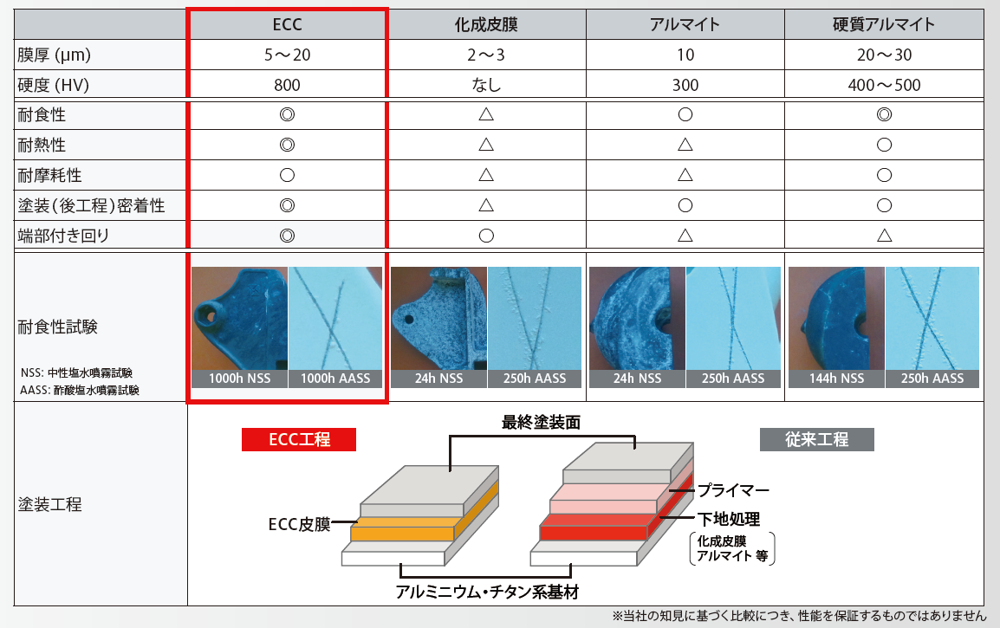 ECC 化成皮膜 アルマイト 硬質アルマイト
膜厚 (μm) 5～20 2～3 10 20～30
硬度 (HV) 800 なし 300 400～500
耐食性 ◎ △ ○ ◎
耐熱性 ◎ △ △ ○
耐摩耗性 ○ △ △ ○
塗装(後工程)密着性 ◎ △ ○ ○
端部付き回り ◎ ○ △ △
耐食性試験
NSS: 中性塩水噴霧試験
AASS: 酢酸塩水噴霧試験
1000h NSS 1000h AASS 24h NSS 250h AASS 24h NSS 250h AASS 144h NSS 250h AASS
塗装工程
ECC工程
最終塗装面
従来工程
プライマー
ECC皮膜
下地処理
化成皮膜
アルマイト 等
アルミニウム・チタン系基材
※当社の知見に基づく比較につき、性能を保証するものではありません